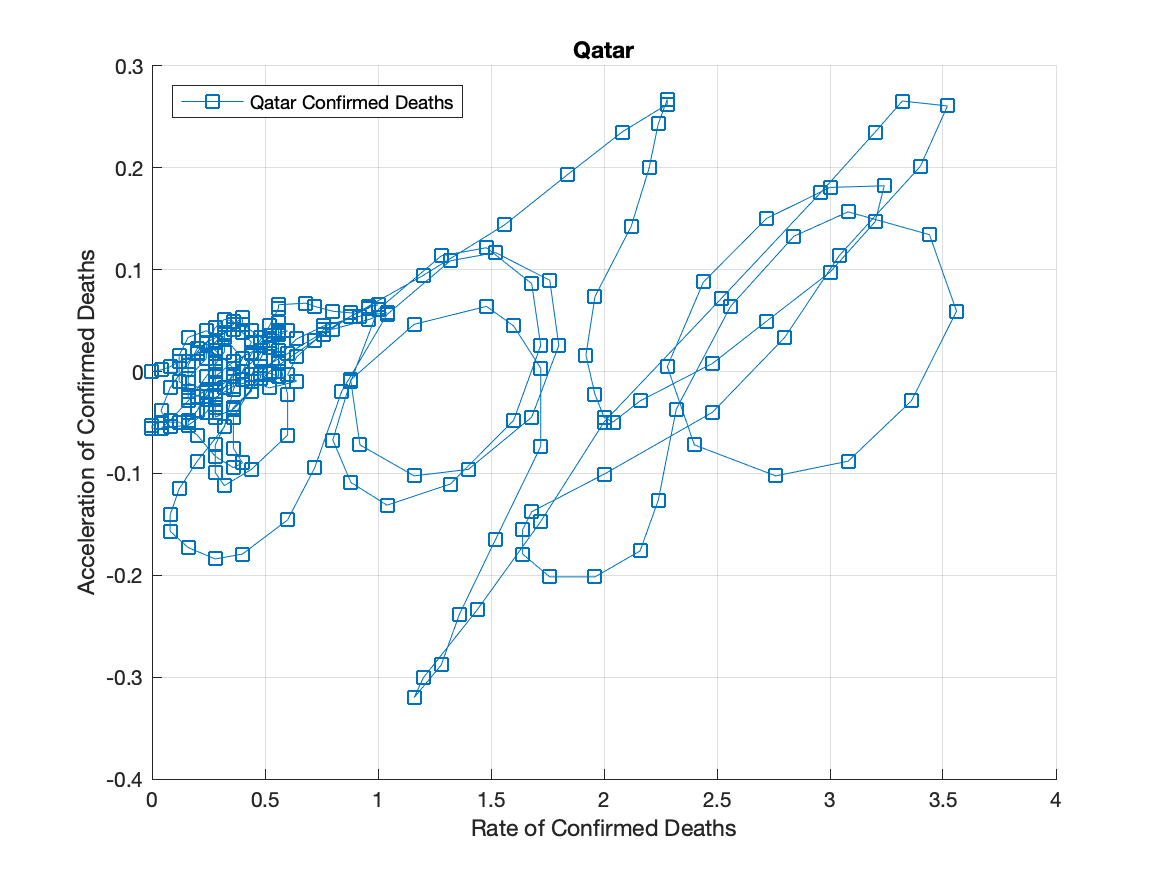 Qatar
Qatar Confirmed Deaths
Acceleration of Confirmed Deaths
0.3
0.2
0.1
0
-0.1
-0.2
-0.3
-0.4
0 0.5 1 1.5 2 2.5 3 3.5 4
Rate of Confirmed Deaths